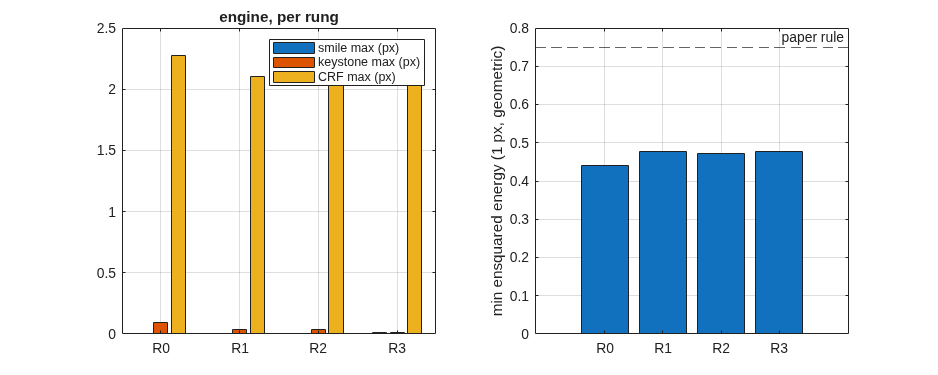 engine, per rung
2.5
2
1.5
1
0.5
0
smile max (px)
keystone max (px)
CRF max (px)
R0 R1 R2 R3
min ensquared energy (1 px, geometric)
0.8
0.7
0.6
0.5
0.4
0.3
0.2
0.1
0
paper rule
R0 R1 R2 R3